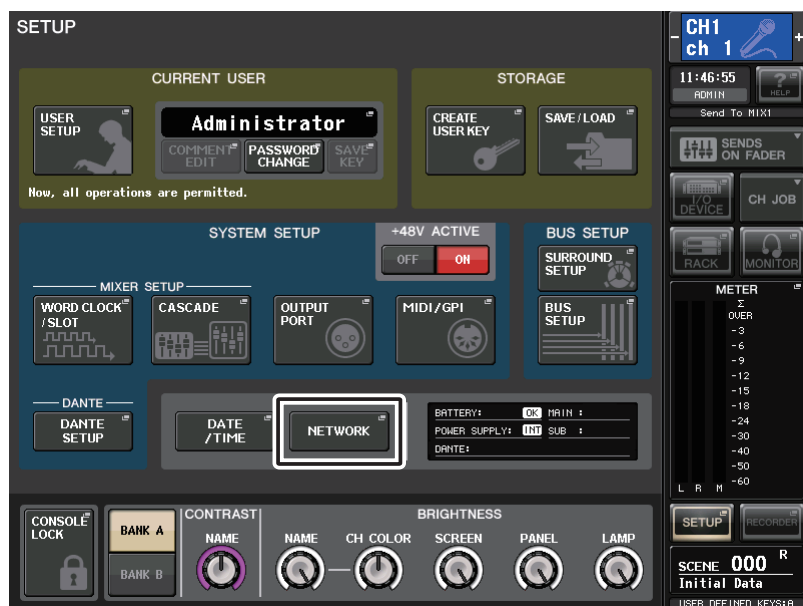 SETUP
CURRENT USER
USER
SETUP
Administrator
COMMENT
EDIT
PASSWORD
CHANGE
SAVE
KEY
Now, all operations are permitted.
STORAGE
CREATE
USER KEY
SAVE/LOAD
SYSTEM SETUP
+48V ACTIVE
OFF
ON
MIXER SETUP
WORD CLOCK
/SLOT
CASCADE
OUTPUT
PORT
MIDI/GPI
BUS SETUP
SURROUND
SETUP
BUS
SETUP
DANTE
DANTE
SETUP
DATE
/TIME
NETWORK
BATTERY: OK MAIN :
POWER SUPPLY: INT SUB :
DANTE:
CONSOLE
LOCK
BANK A
BANK B
CONTRAST
NAME
BRIGHTNESS
NAME
CH COLOR
SCREEN
PANEL
LAMP
- CH1 +
ch 1
11:46:55
ADMIN
?
HELP
Send To MIX1
SENDS
ON FADER
I/O
DEVICE
CH JOB
RACK
MONITOR
METER
Σ
OVER
-3
-6
-9
-12
-15
-18
-24
-30
-40
-50
-60
L R M
SETUP
RECORDER
SCENE 000 R
Initial Data
USER DEFINED KEYS:A